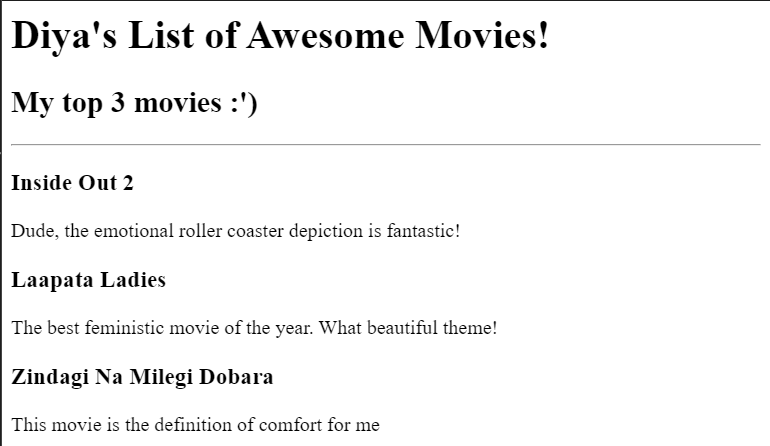 Diya's List of Awesome Movies!
My top 3 movies :')
Inside Out 2
Dude, the emotional roller coaster depiction is fantastic!
Laapata Ladies
The best feministic movie of the year. What beautiful theme!
Zindagi Na Milegi Dobara
This movie is the definition of comfort for me